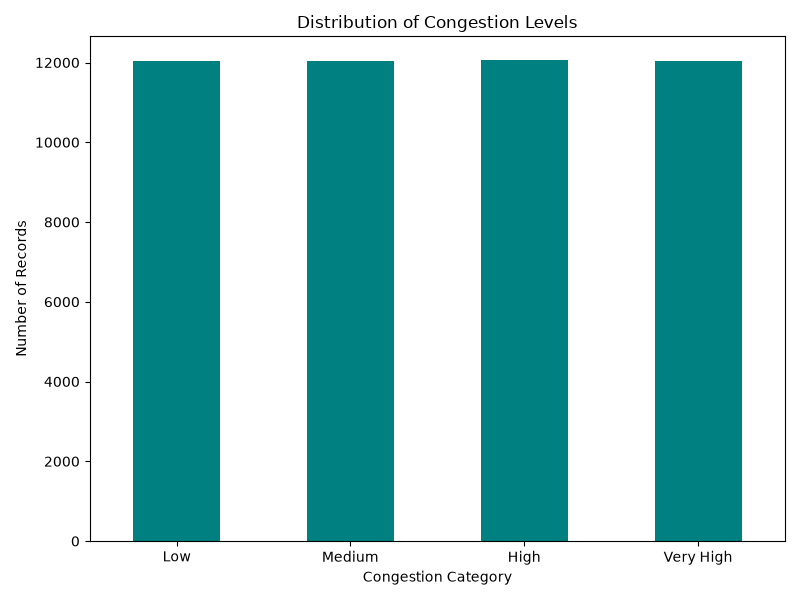 Distribution of Congestion Levels
12000
10000
8000
6000
4000
2000
0
Number of Records
Low Medium High Very High
Congestion Category